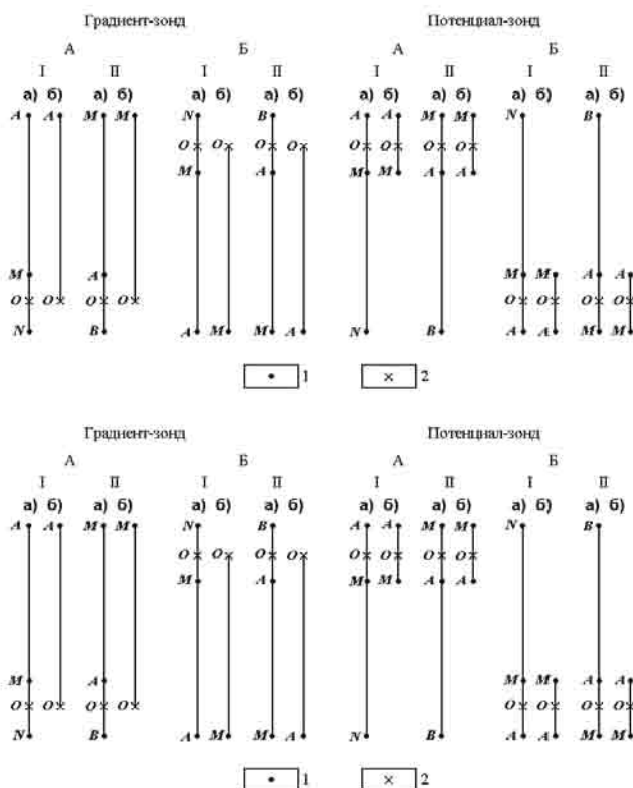 Градиент-зонд Потенциал-зонд
А Б А Б
I II I II I II I II
а) б) а) б) а) б) а) б) а) б) а) б) а) б) а) б)
A A M M N B A A M M N B
O O O O O O O O
M A M M A A
M A M M A A
O O O O O O O O
N B A M M A N B A A M M
1 2
Градиент-зонд Потенциал-зонд
А Б А Б
I II I II I II I II
а) б) а) б) а) б) а) б) а) б) а) б) а) б) а) б)
A A M M N B A A M M N B
O O O O O O O O
M A M M A A
M A M M A A
O O O O O O O O
N B A M M A N B A A M M
1 2